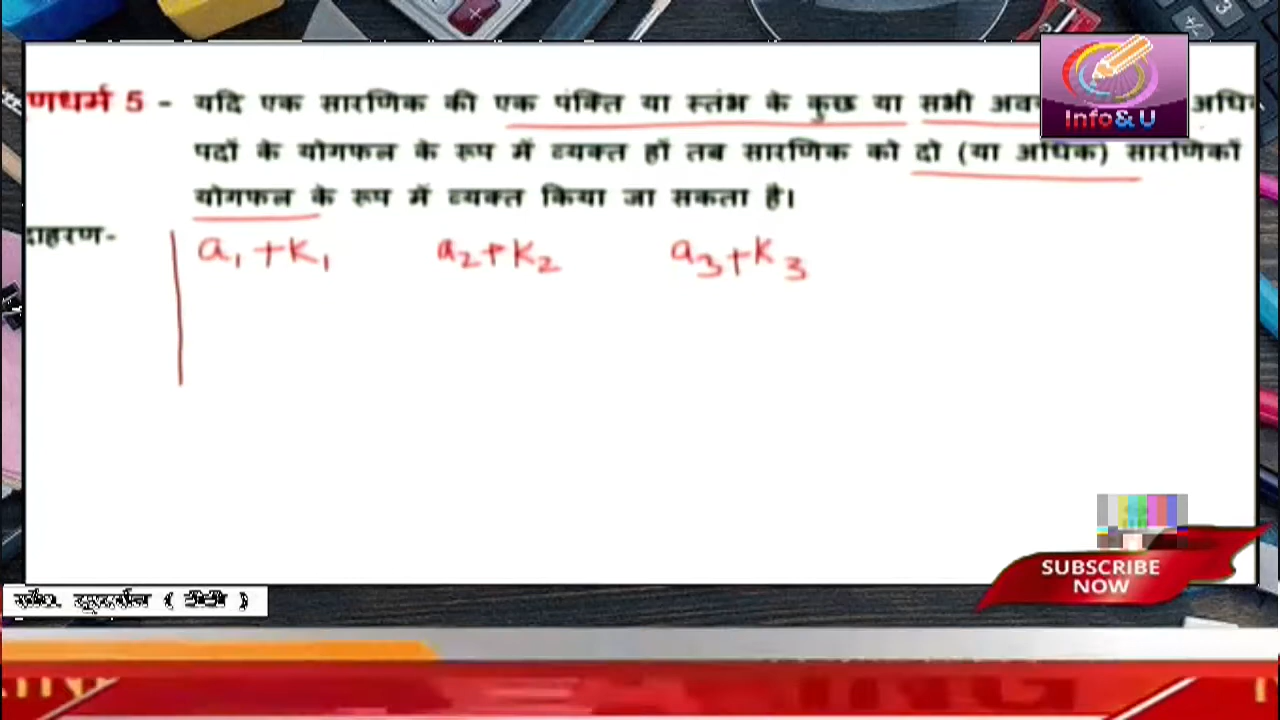 णधर्म 5 - यदि एक सारणिक की एक पंक्ति या स्तंभ के कुछ या सभी अव अधि
पदों के योगफल के रूप में व्यक्त हों तब सारणिक को दो (या अधिक) सारणिकों
योगफल के रूप में व्यक्त किया जा सकता है।
दाहरण-
a₁+k₁ a₂+k₂ a₃+k₃
Info&U
SUBSCRIBE
NOW